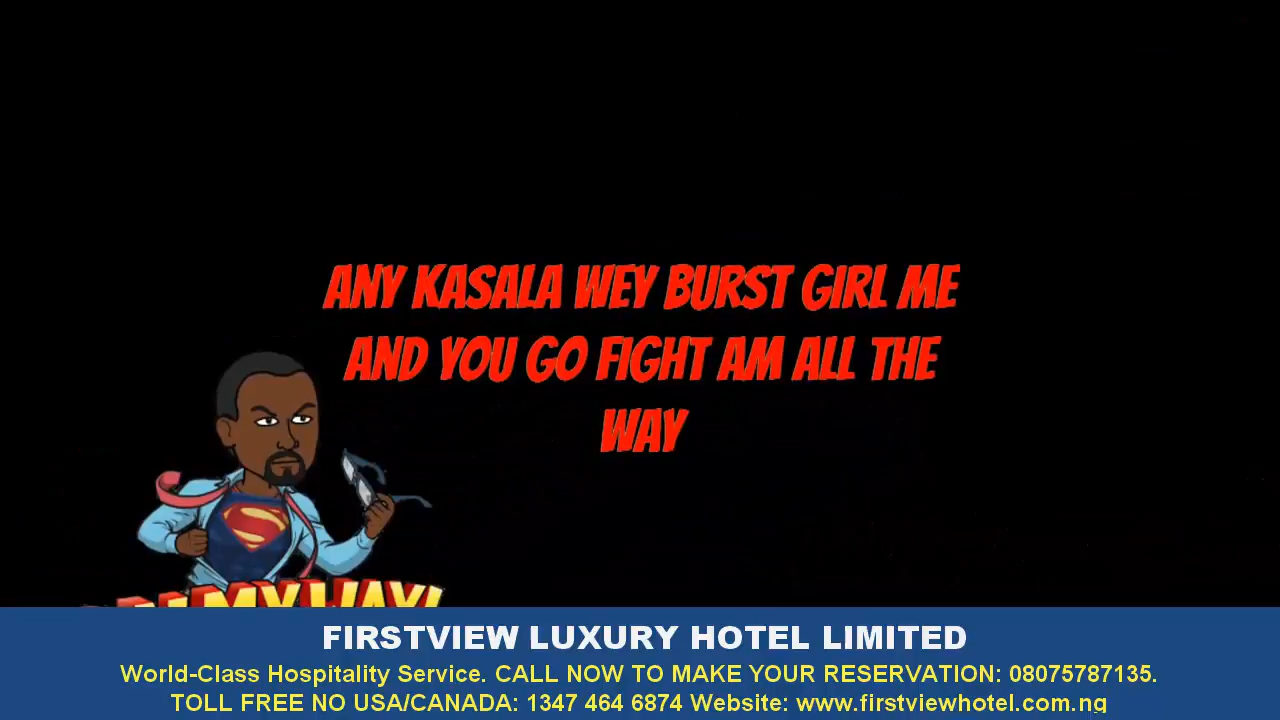 ANY KASALA WEY BURST GIRL ME
AND YOU GO FIGHT AM ALL THE
WAY
MY WAY!
FIRSTVIEW LUXURY HOTEL LIMITED
World-Class Hospitality Service. CALL NOW TO MAKE YOUR RESERVATION: 08075787135.
TOLL FREE NO USA/CANADA: 1347 464 6874 Website: www.firstviewhotel.com.ng